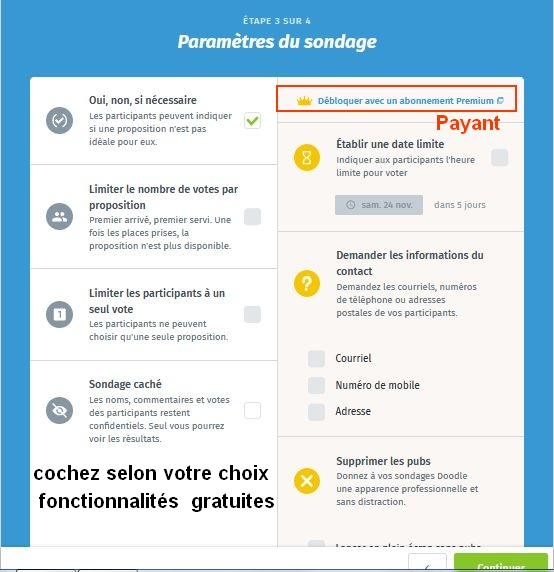 ÉTAPE 3 SUR 4
Paramètres du sondage
Oui, non, si nécessaire
Les participants peuvent indiquer
si une proposition n'est pas
idéale pour eux.
Limiter le nombre de votes par
proposition
Premier arrivé, premier servi. Une
fois les places prises, la
proposition n'est plus disponible.
Limiter les participants à un
seul vote
Les participants ne peuvent
choisir qu'une seule proposition.
Sondage caché
Les noms, commentaires et votes
des participants restent
confidentiels. Seul vous pourrez
voir les résultats.
cochez selon votre choix
fonctionnalités gratuites
Débloquer avec un abonnement Premium
Payant
Établir une date limite
Indiquer aux participants l'heure
limite pour voter
sam. 24 nov. dans 5 jours
Demander les informations du
contact
Demandez les courriels, numéros
de téléphone ou adresses
postales de vos participants.
Courriel
Numéro de mobile
Adresse
Supprimer les pubs
Donnez à vos sondages Doodle
une apparence professionnelle et
sans distraction.
Continuer